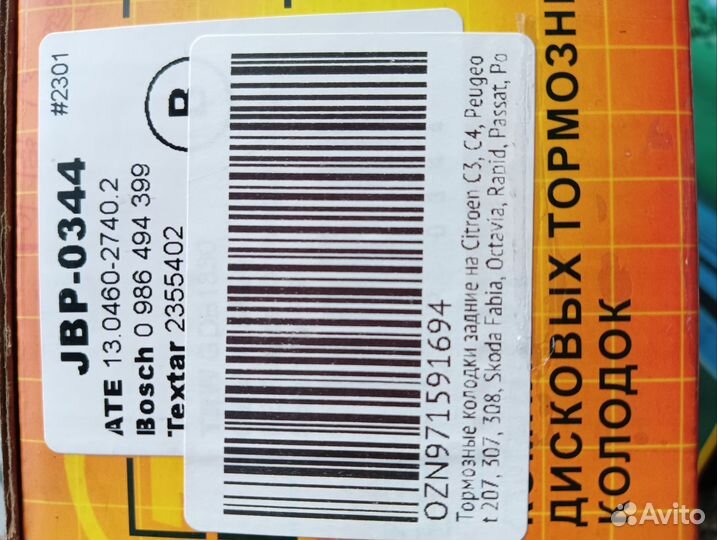 #2301
JBP-0344
ATE 13.0460-2740.2
Bosch 0 986 494 399
Textar 2355402
OZN971591694
Тормозные колодки задние на Citroen C3, C4, Peugeo
t 207, 307, 308, Skoda Fabia, Octavia, Rapid, Passat, Po
ДИСКОВЫХ ТОРМОЗН
КОЛОДОК
Avito